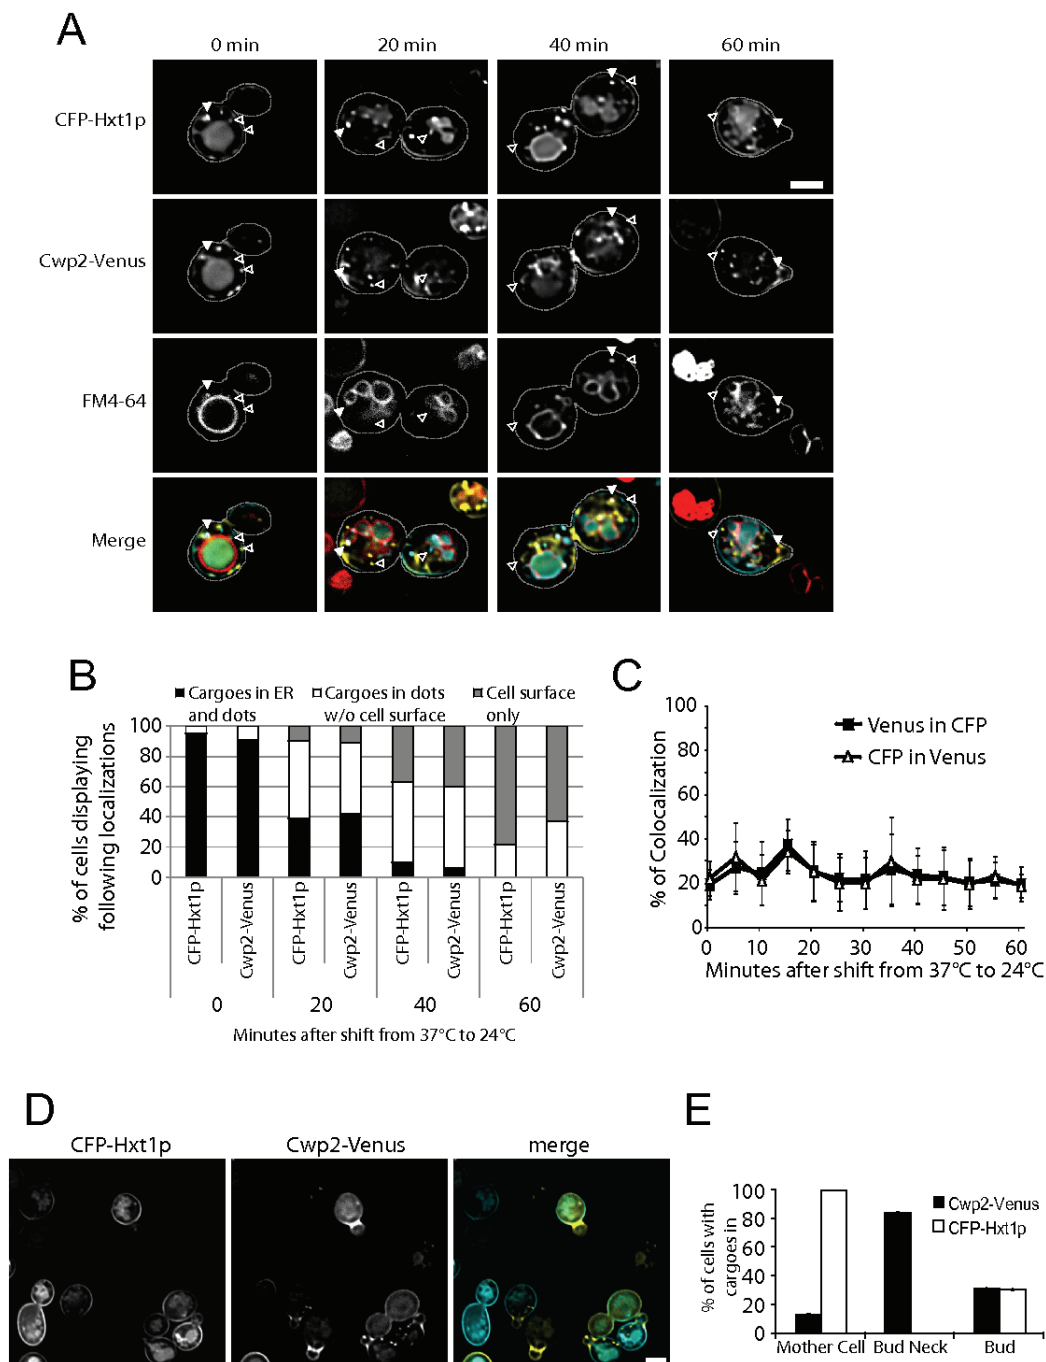 A
0 min 20 min 40 min 60 min
CFP-Hxt1p
Cwp2-Venus
FM4-64
Merge
B
Cargoes in ER and dots
Cargoes in dots w/o cell surface
Cell surface only
% of cells displaying
following localizations
100
80
60
40
20
0
CFP-Hxt1p Cwp2-Venus CFP-Hxt1p Cwp2-Venus CFP-Hxt1p Cwp2-Venus CFP-Hxt1p Cwp2-Venus
0 20 40 60
Minutes after shift from 37°C to 24°C
C
Venus in CFP
CFP in Venus
% of Colocalization
100
80
60
40
20
0
0 10 20 30 40 50 60
Minutes after shift from 37°C to 24°C
D
CFP-Hxt1p Cwp2-Venus merge
E
Cwp2-Venus
CFP-Hxt1p
% of cells with
cargoes in
100
80
60
40
20
0
Mother Cell Bud Neck Bud